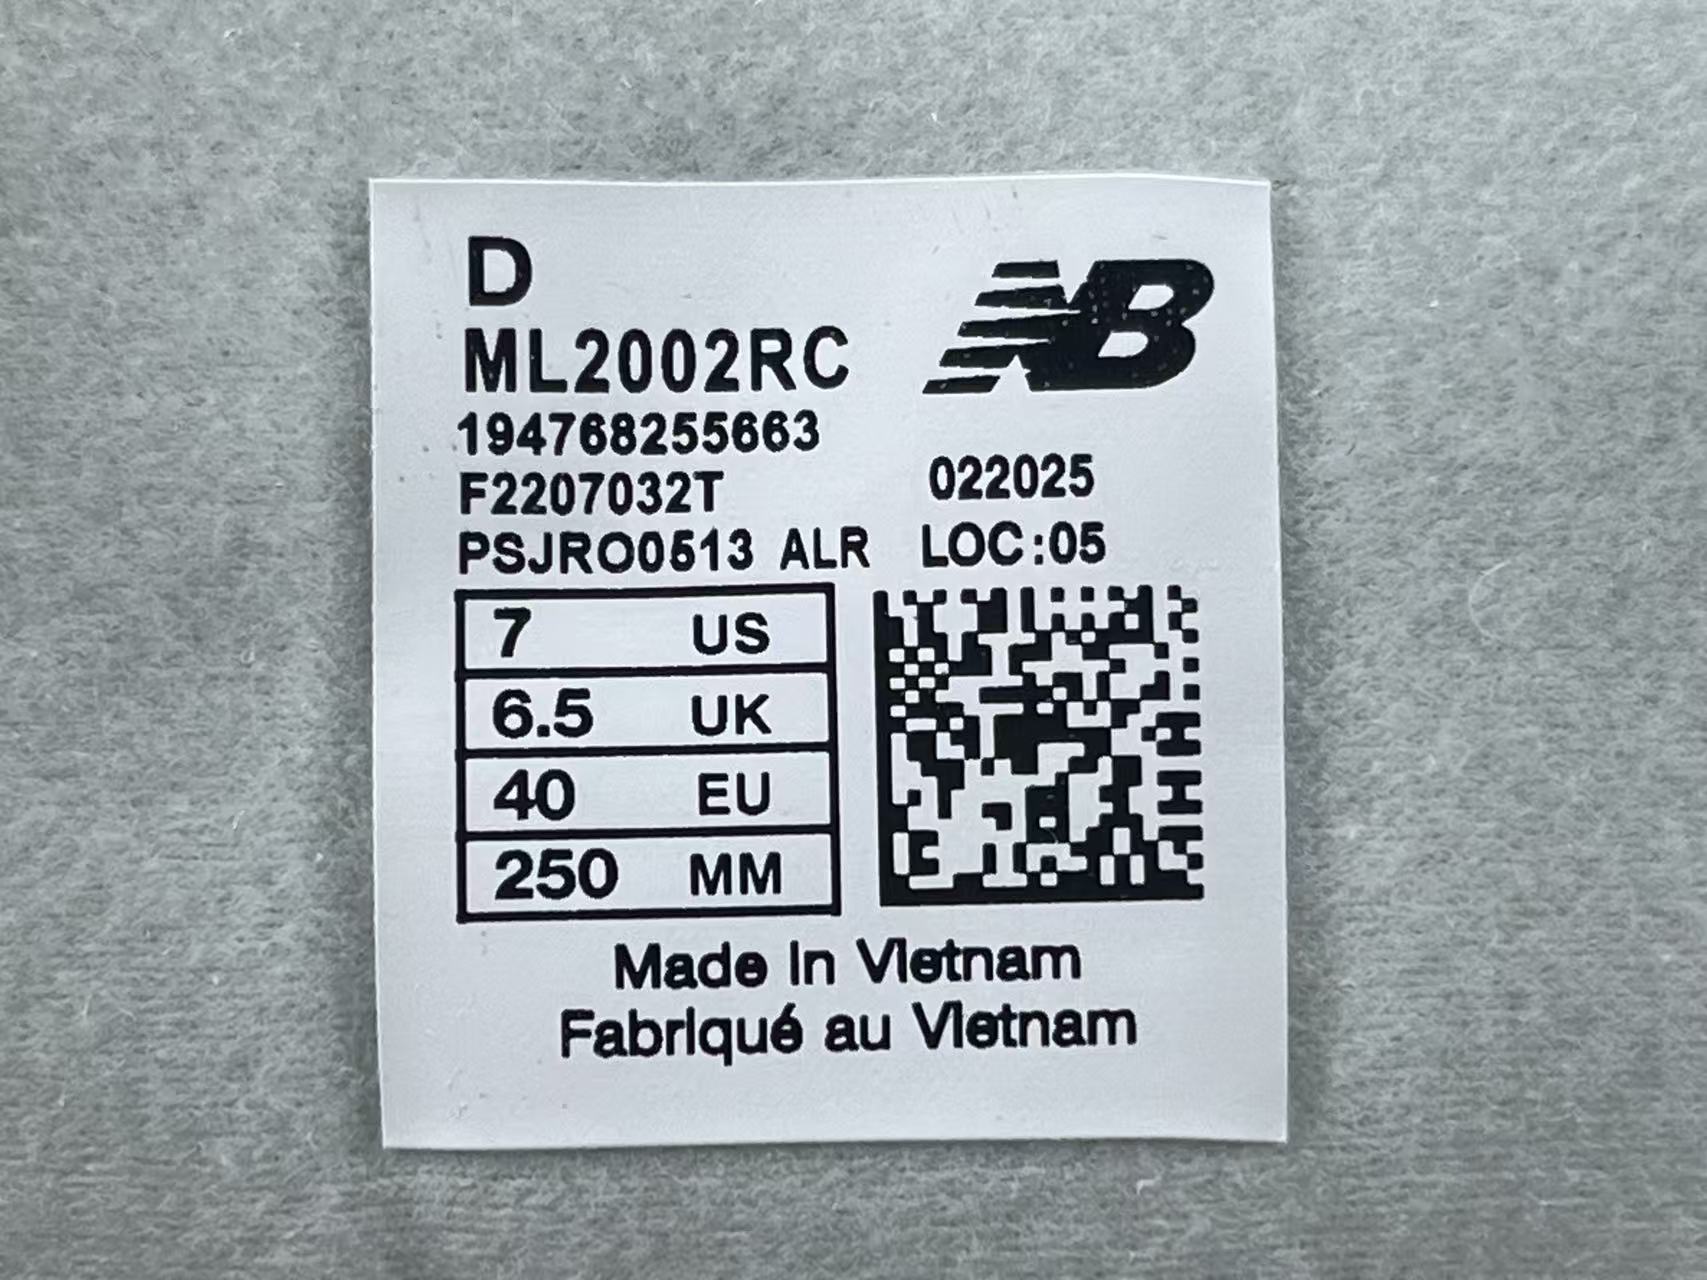 D
NB
ML2002RC
194768255663
F2207032T 022025
PSJRO0513 ALR LOC:05
7 US
6.5 UK
40 EU
250 MM
Made In Vietnam
Fabriqué au Vietnam